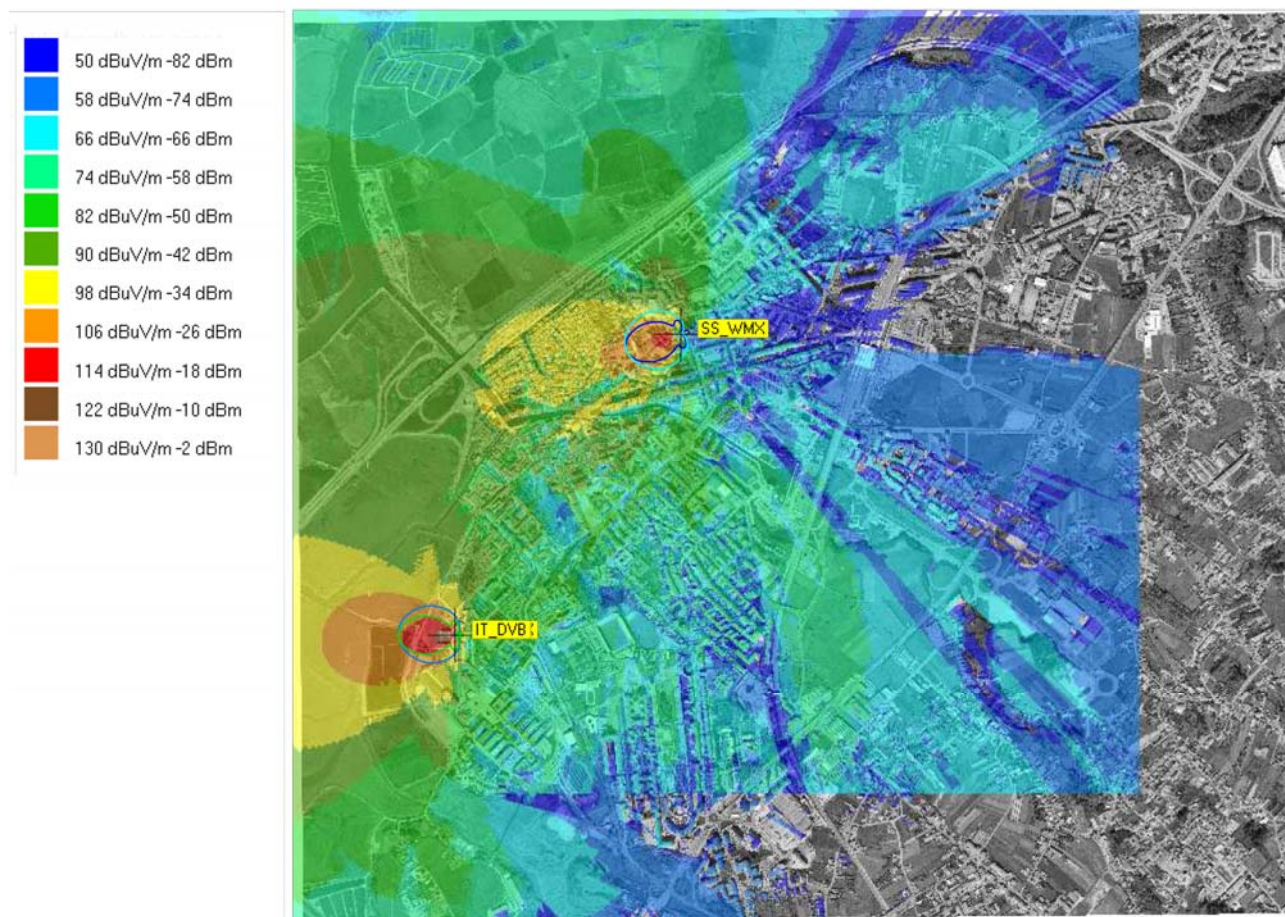 50 dBuV/m -82 dBm
58 dBuV/m -74 dBm
66 dBuV/m -66 dBm
74 dBuV/m -58 dBm
82 dBuV/m -50 dBm
90 dBuV/m -42 dBm
98 dBuV/m -34 dBm
106 dBuV/m -26 dBm
114 dBuV/m -18 dBm
122 dBuV/m -10 dBm
130 dBuV/m -2 dBm
SS_WMX
IT_DVB